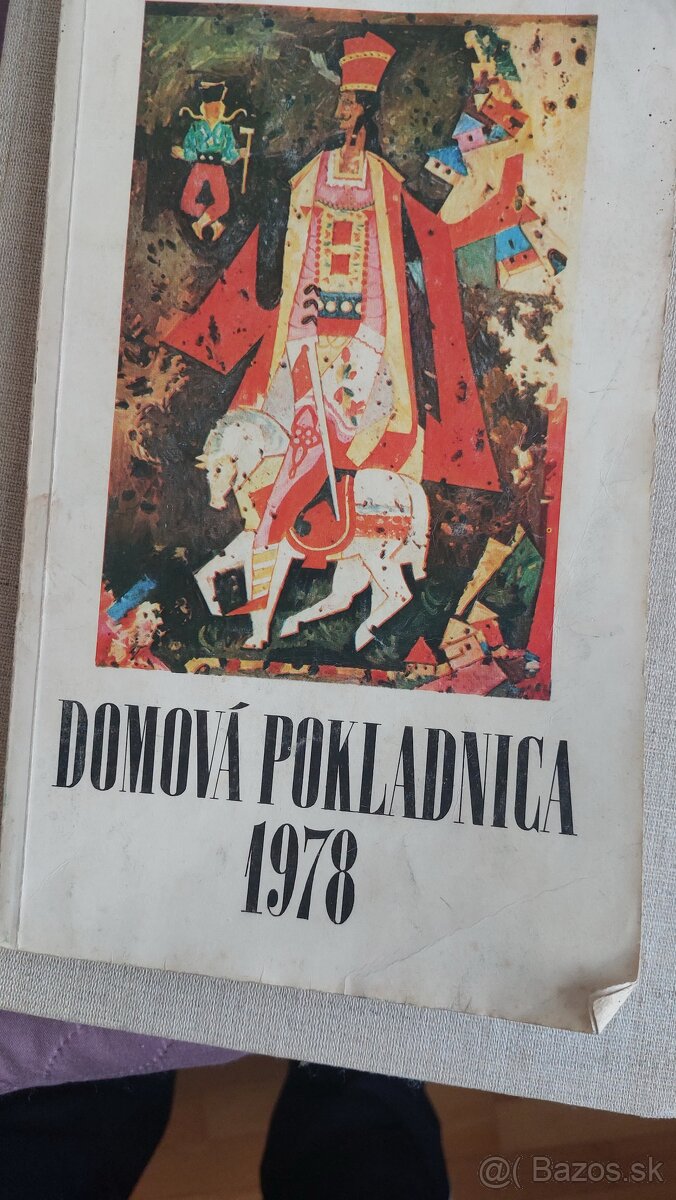 DOMOVÁ POKLADNICA
1978
@( Bazos.sk